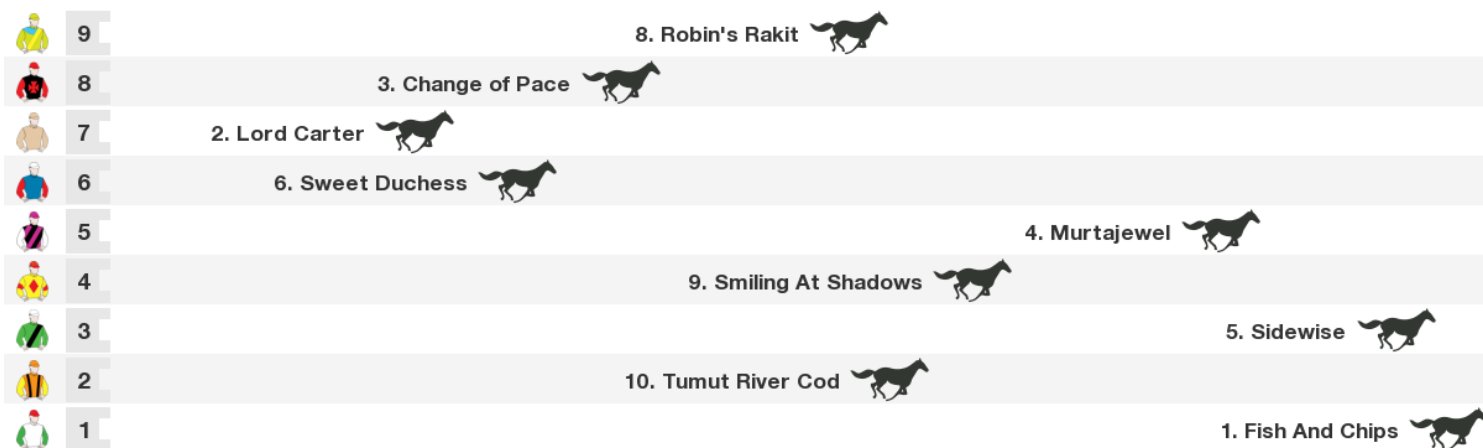 9 8. Robin's Rakit
8 3. Change of Pace
7 2. Lord Carter
6 6. Sweet Duchess
5 4. Murtajewel
4 9. Smiling At Shadows
3 5. Sidewise
2 10. Tumut River Cod
1 1. Fish And Chips